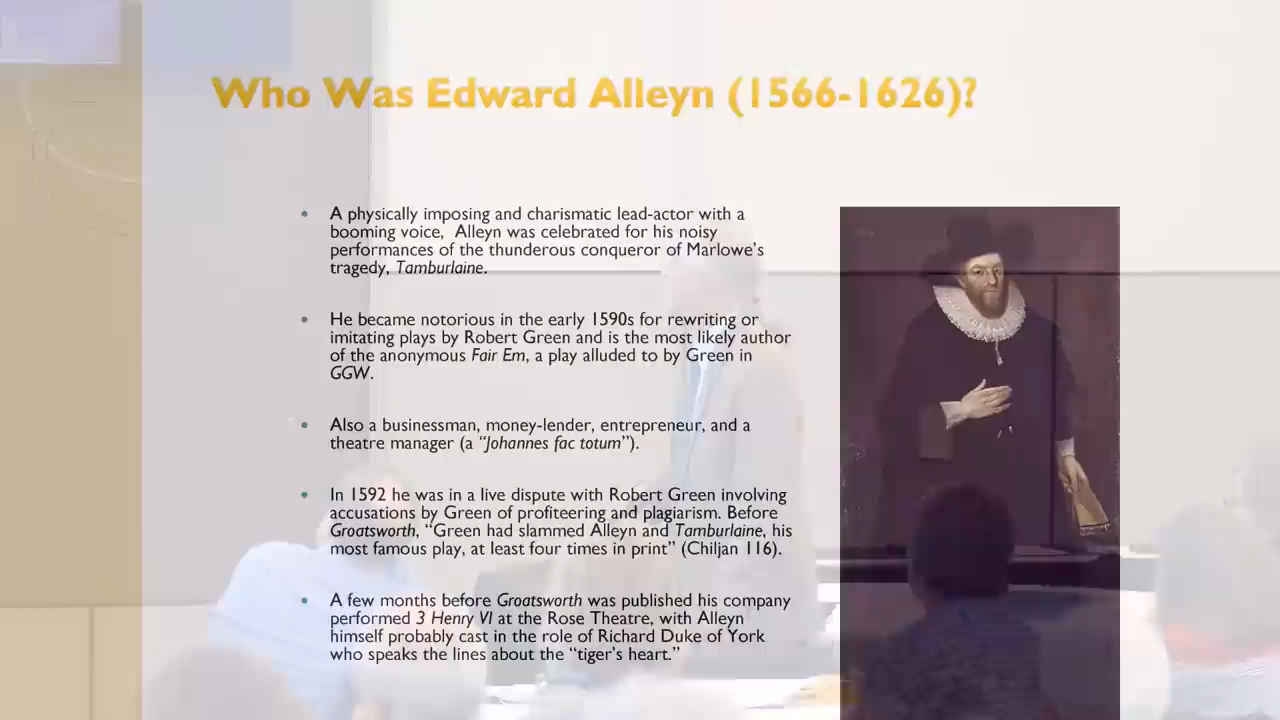 Who Was Edward Alleyn (1566-1626)?
• A physically imposing and charismatic lead-actor with a
booming voice,  Alleyn was celebrated for his noisy
performances of the thunderous conqueror of Marlowe's
tragedy, Tamburlaine.
• He became notorious in the early 1590s for rewriting or
imitating plays by Robert Green and is the most likely author
of the anonymous Fair Em, a play alluded to by Green in
GGW.
• Also a businessman, money-lender, entrepreneur, and a
theatre manager (a "Johannes fac totum").
• In 1592 he was in a live dispute with Robert Green involving
accusations by Green of profiteering and plagiarism. Before
Groatsworth, "Green had slammed Alleyn and Tamburlaine, his
most famous play, at least four times in print" (Chiljan 116).
• A few months before Groatsworth was published his company
performed 3 Henry VI at the Rose Theatre, with Alleyn
himself probably cast in the role of Richard Duke of York
who speaks the lines about the "tiger's heart."